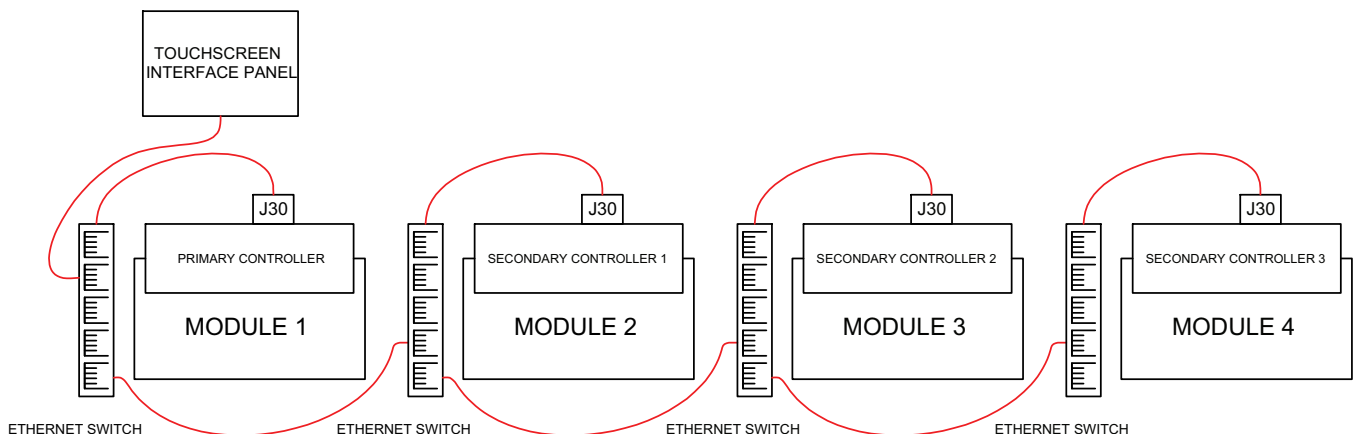 TOUCHSCREEN
INTERFACE PANEL
J30
J30
J30
J30
PRIMARY CONTROLLER
SECONDARY CONTROLLER 1
SECONDARY CONTROLLER 2
SECONDARY CONTROLLER 3
MODULE 1
MODULE 2
MODULE 3
MODULE 4
ETHERNET SWITCH
ETHERNET SWITCH
ETHERNET SWITCH
ETHERNET SWITCH